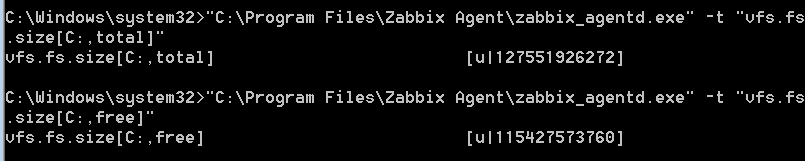 C:\Windows\system32>"C:\Program Files\Zabbix Agent\zabbix_agentd.exe" -t "vfs.fs
.size[C:,total]"
vfs.fs.size[C:,total]                         [u|127551926272]
C:\Windows\system32>"C:\Program Files\Zabbix Agent\zabbix_agentd.exe" -t "vfs.fs
.size[C:,free]"
vfs.fs.size[C:,free]                          [u|115427573760]